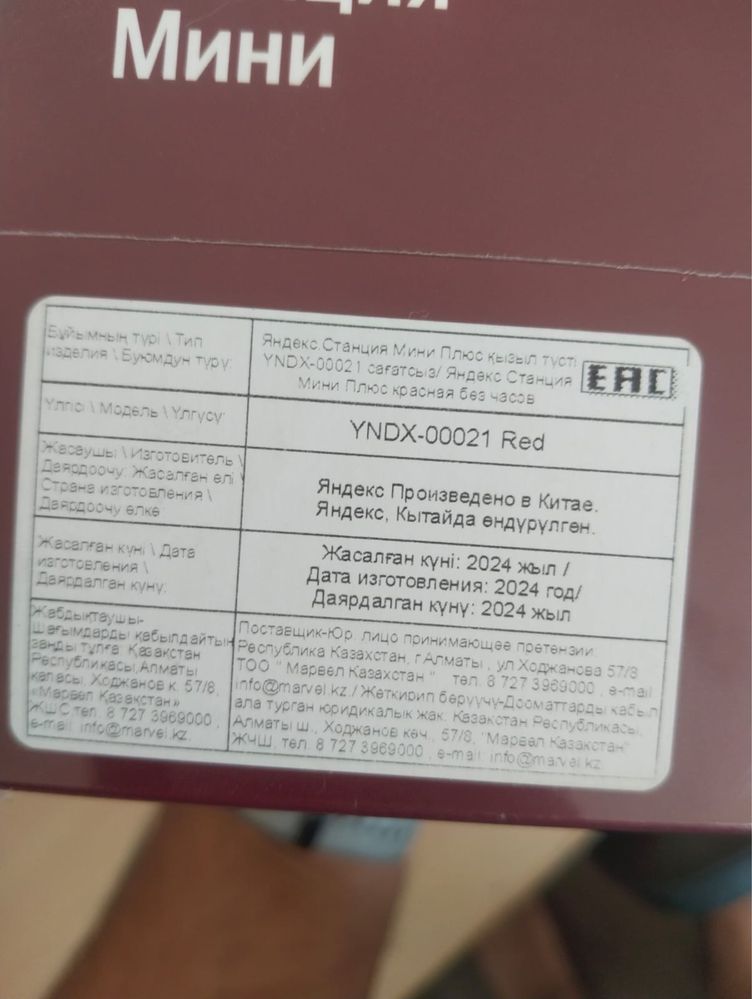 Мини
Бұйымның түрі \ Тип
изделия \ Буюмдун түрү:
Яндекс.Станция Мини Плюс қызыл түсті
YNDX-00021 сағатсыз/ Яндекс Станция
Мини Плюс красная без часов
EAC
Үлгісі \ Модель \ Үлгүсү:
YNDX-00021 Red
Жасаушы \ Изготовитель \
Даярдоочу: Жасалған елі \
Страна изготовления \
Даярдоочу өлкө
Яндекс Произведено в Китае.
Яндекс, Кытайда өндүрүлгөн.
Жасалған күні \ Дата
изготовления \
Даярдалган күнү:
Жасалған күні: 2024 жыл /
Дата изготовления: 2024 год/
Даярдалган күнү: 2024 жыл
Жабдықтаушы-
Шағымдарды қабылдайтын
заңды тұлға Қазақстан
Республикасы,Алматы
қаласы, Ходжанов к. 57/8,
«Марвел Қазақстан»
ЖШС,тел. 8 727 3969000 ,
e-mail: info@marvel.kz.
Поставщик-Юр. лицо принимающее претензии:
Республика Казахстан, г.Алматы , ул Ходжанова 57/8
ТОО " Марвел Казахстан " тел. 8 727 3969000 , e-mail
info@marvel.kz / Жеткирип берүүчү-Дооматтарды кабыл
ала турган юридикалык жак. Казакстан Республикасы,
Алматы ш., Ходжанов көч., 57/8, "Марвел Казакстан"
ЖЧШ, тел. 8 727 3969000 , e-mail: info@marvel.kz